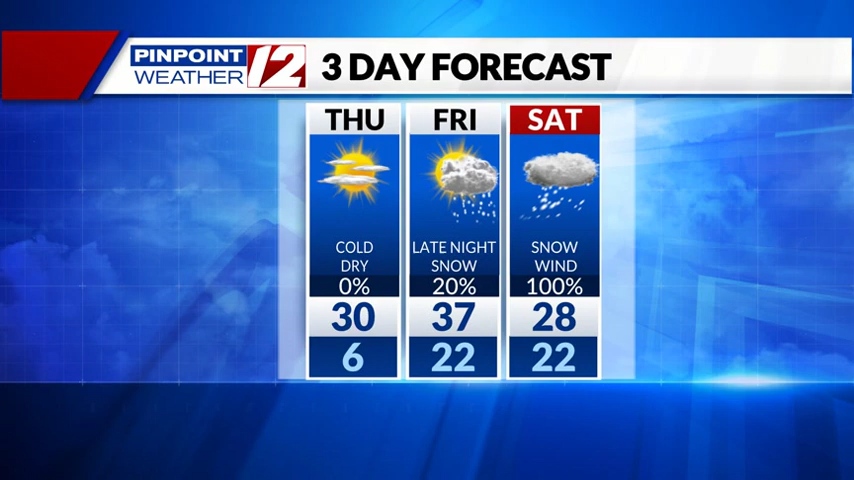 PINPOINT
WEATHER 12
3 DAY FORECAST
THU
COLD
DRY
0%
30
6
FRI
LATE NIGHT
SNOW
20%
37
22
SAT
SNOW
WIND
100%
28
22